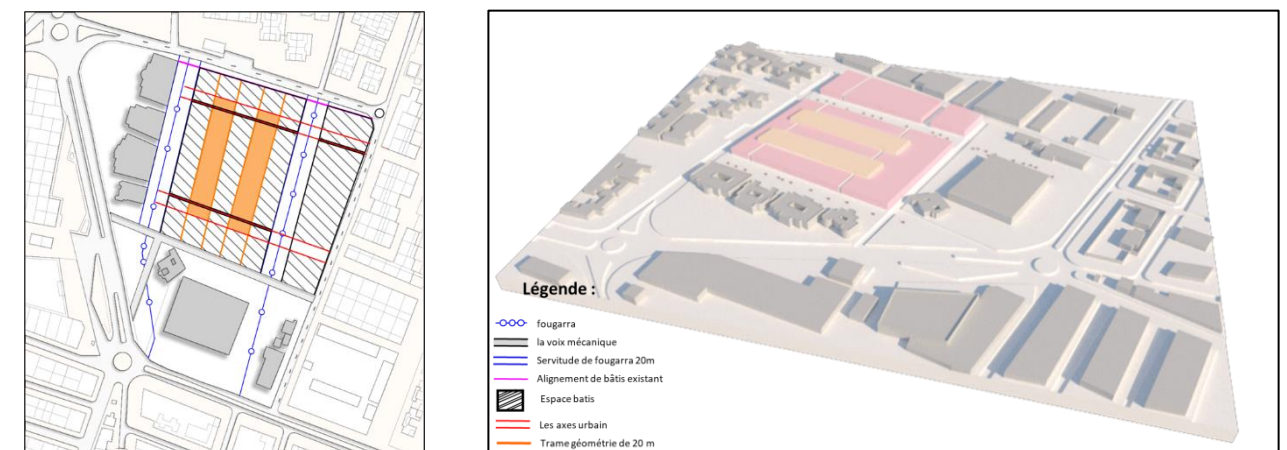 Légende :
fougarra
la voix mécanique
Servitude de fougarra 20m
Alignement de bâtis existant
Espace batis
Les axes urbain
Trame géométrie de 20 m